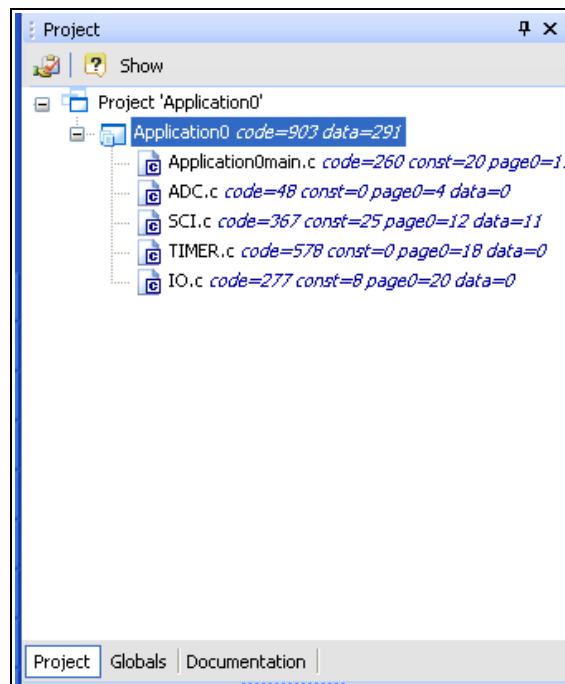 Project
Show
Project 'Application0'
Application0 code=903 data=291
Application0main.c code=260 const=20 page0=1
ADC.c code=48 const=0 page0=4 data=0
SCI.c code=367 const=25 page0=12 data=11
TIMER.c code=578 const=0 page0=18 data=0
IO.c code=277 const=8 page0=20 data=0
Project Globals Documentation